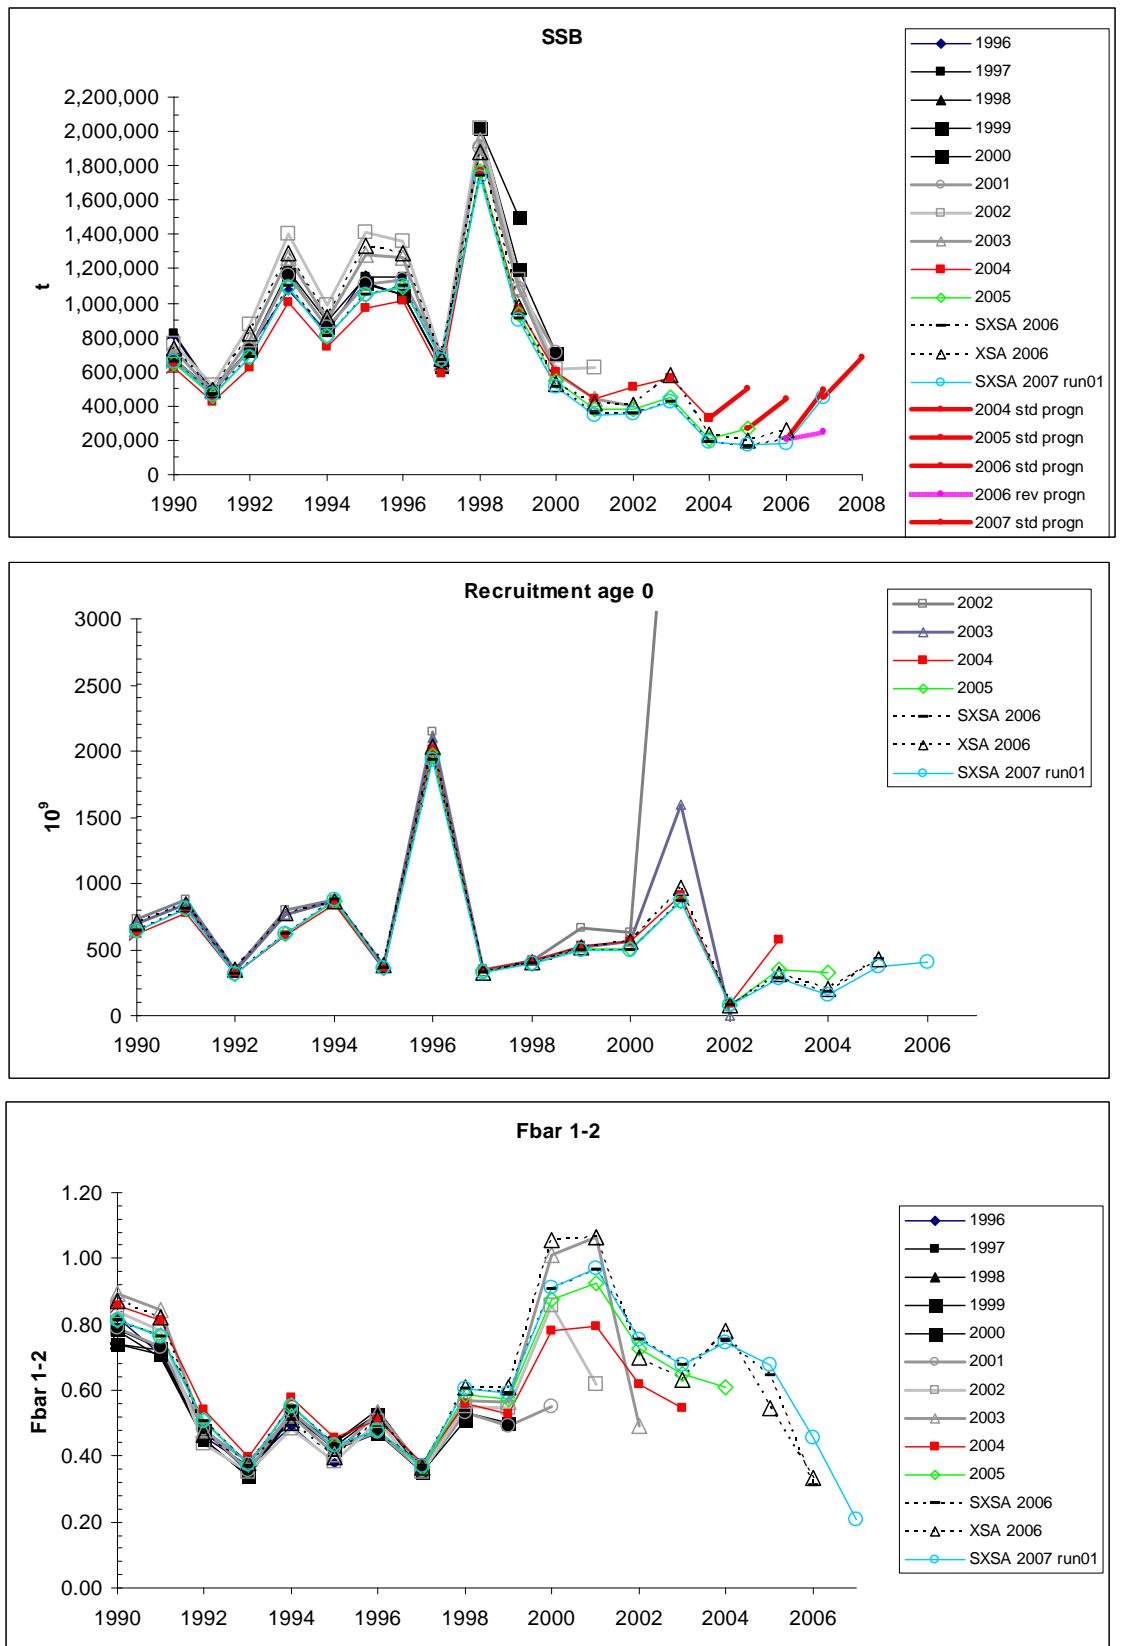 SSB
t
2,200,000
2,000,000
1,800,000
1,600,000
1,400,000
1,200,000
1,000,000
800,000
600,000
400,000
200,000
0
1990 1992 1994 1996 1998 2000 2002 2004 2006 2008
1996
1997
1998
1999
2000
2001
2002
2003
2004
2005
SXSA 2006
XSA 2006
SXSA 2007 run01
2004 std progn
2005 std progn
2006 std progn
2006 rev progn
2007 std progn
Recruitment age 0
10⁹
3000
2500
2000
1500
1000
500
0
1990 1992 1994 1996 1998 2000 2002 2004 2006
2002
2003
2004
2005
SXSA 2006
XSA 2006
SXSA 2007 run01
Fbar 1-2
Fbar 1-2
1.20
1.00
0.80
0.60
0.40
0.20
0.00
1990 1992 1994 1996 1998 2000 2002 2004 2006
1996
1997
1998
1999
2000
2001
2002
2003
2004
2005
SXSA 2006
XSA 2006
SXSA 2007 run01